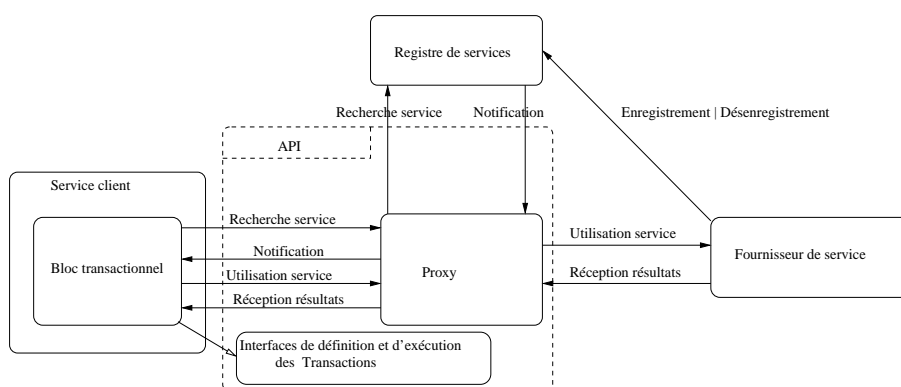 Registre de services
Recherche service
Notification
Enregistrement | Désenregistrement
API
Service client
Recherche service
Utilisation service
Notification
Bloc transactionnel
Proxy
Fournisseur de service
Utilisation service
Réception résultats
Réception résultats
Interfaces de définition et d'exécution
des Transactions